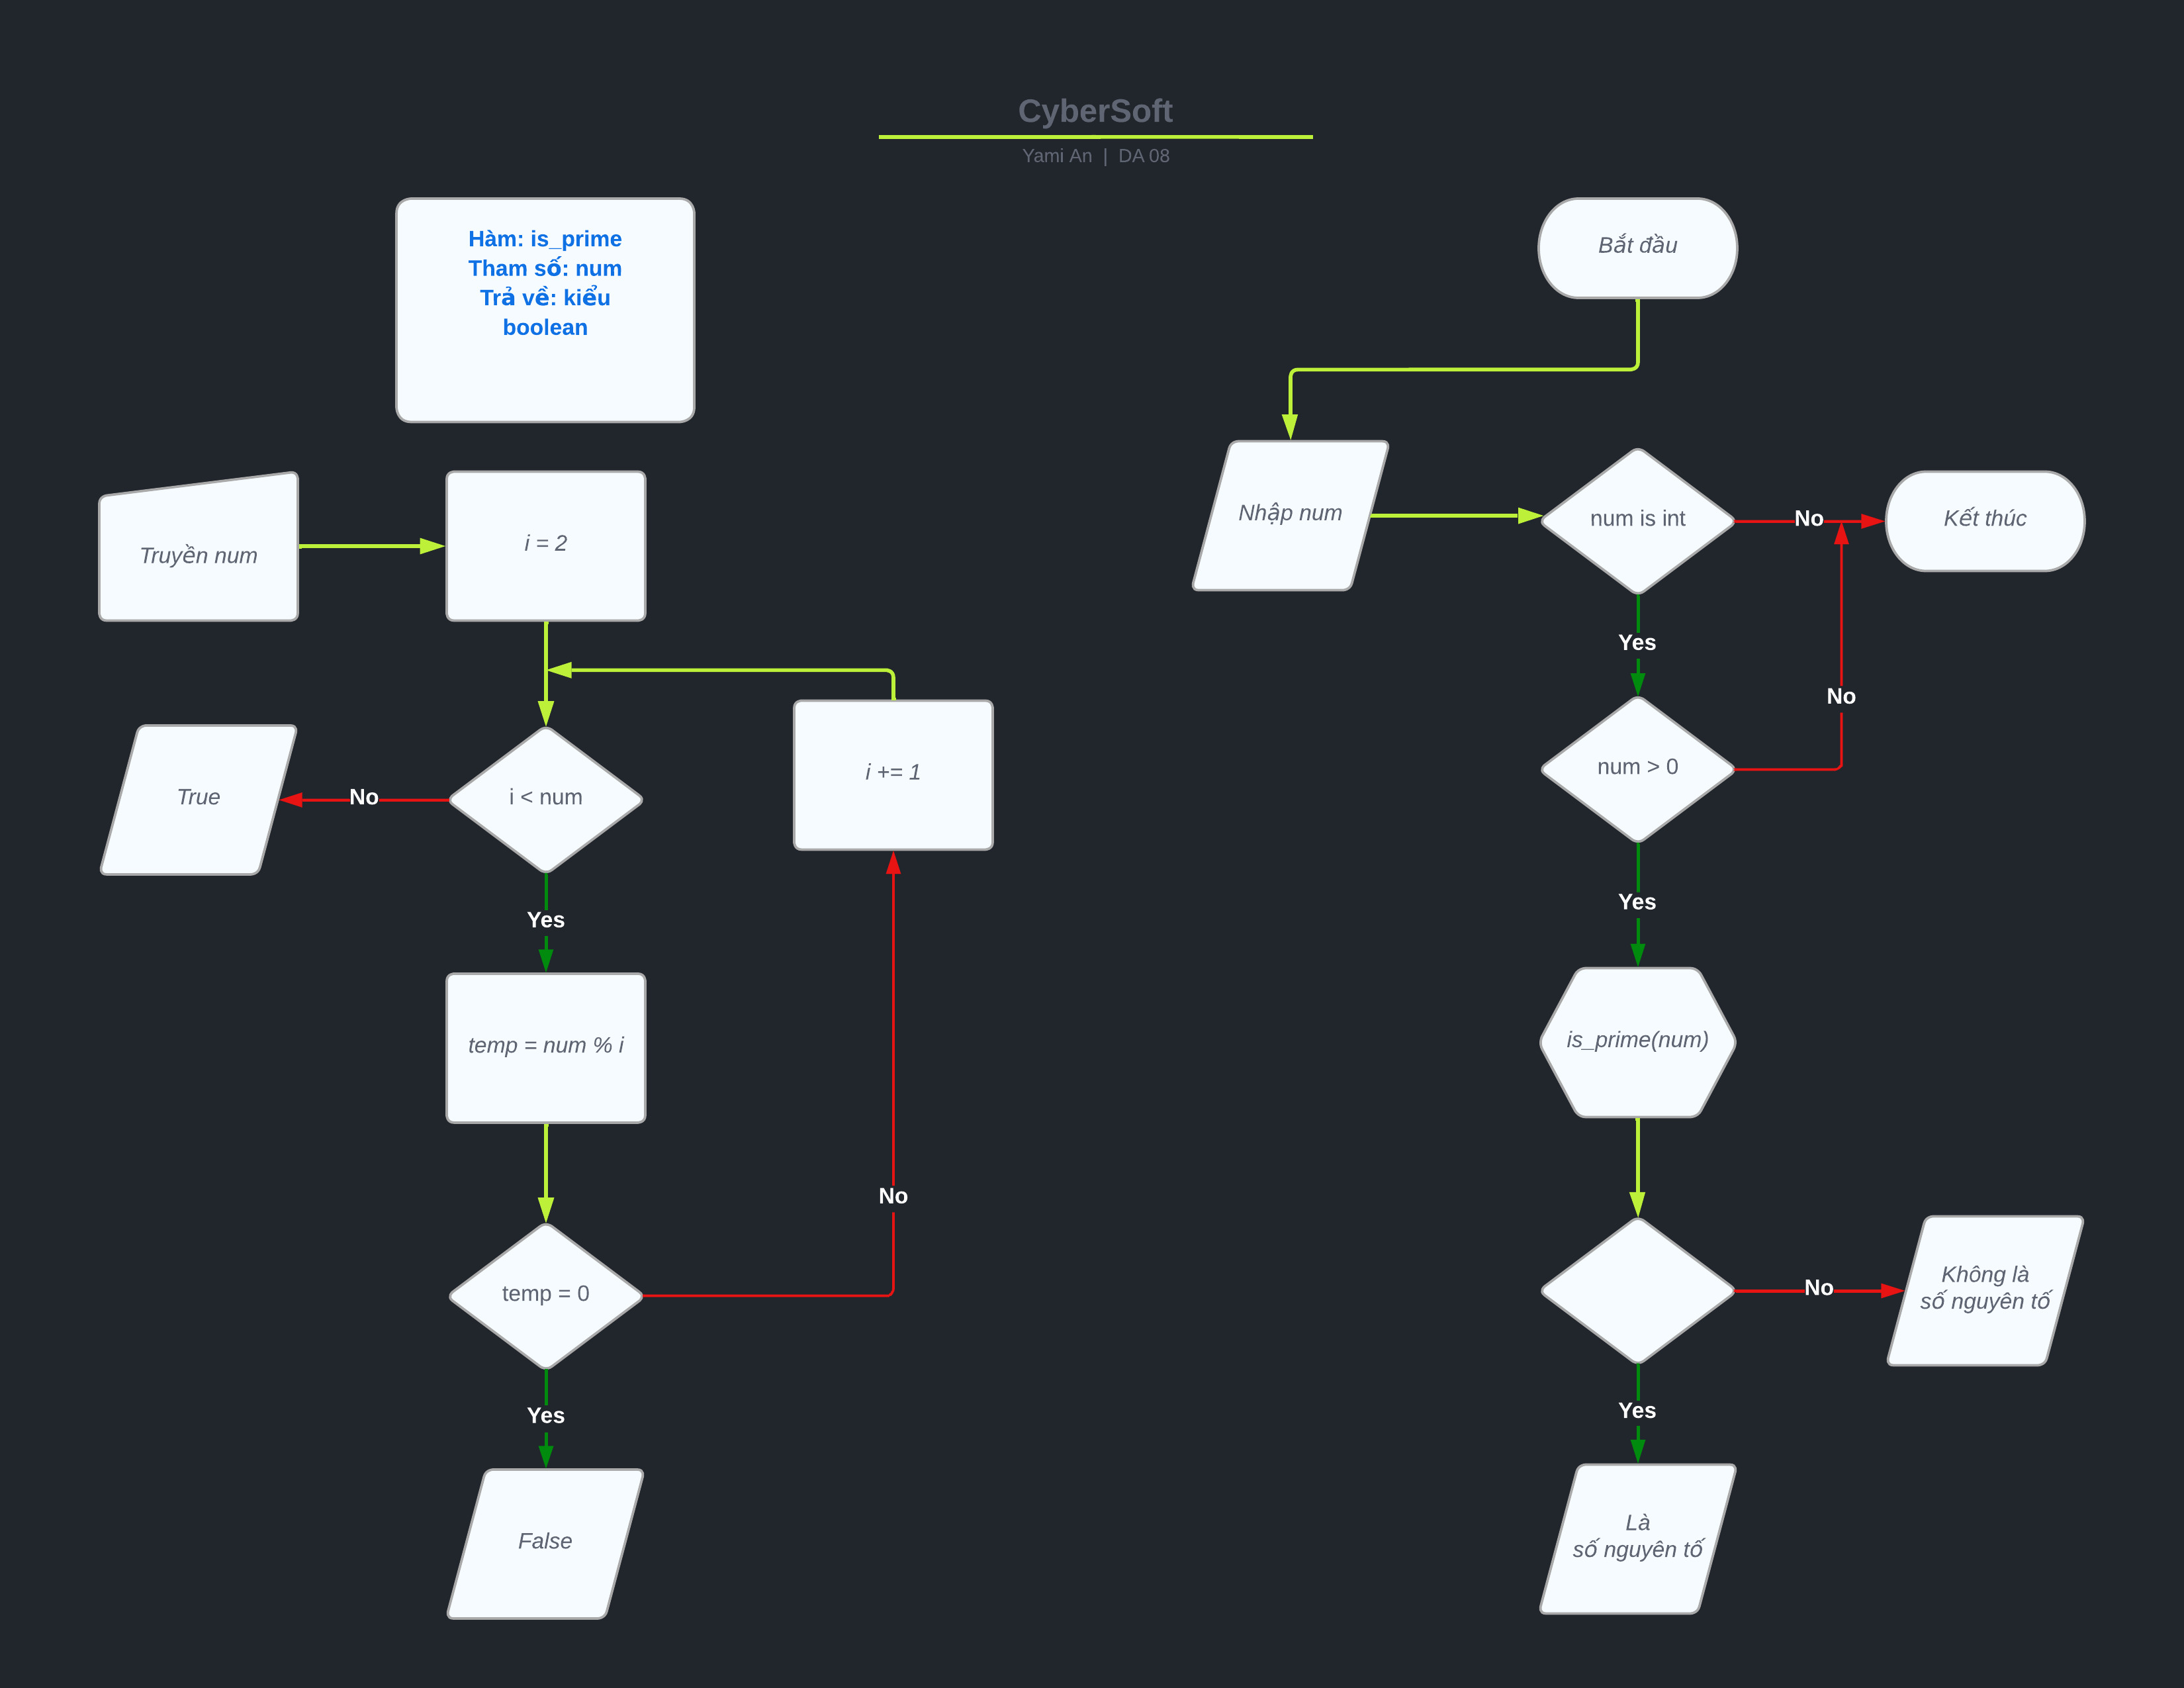 CyberSoft
Yami An | DA 08
Hàm: is_prime
Tham số: num
Trả về: kiểu
boolean
Truyền num
i = 2
True
No
i < num
i += 1
Yes
temp = num % i
No
temp = 0
Yes
False
Bắt đầu
Nhập num
num is int
No
Kết thúc
Yes
No
num > 0
Yes
is_prime(num)
No
Không là
số nguyên tố
Yes
Là
số nguyên tố